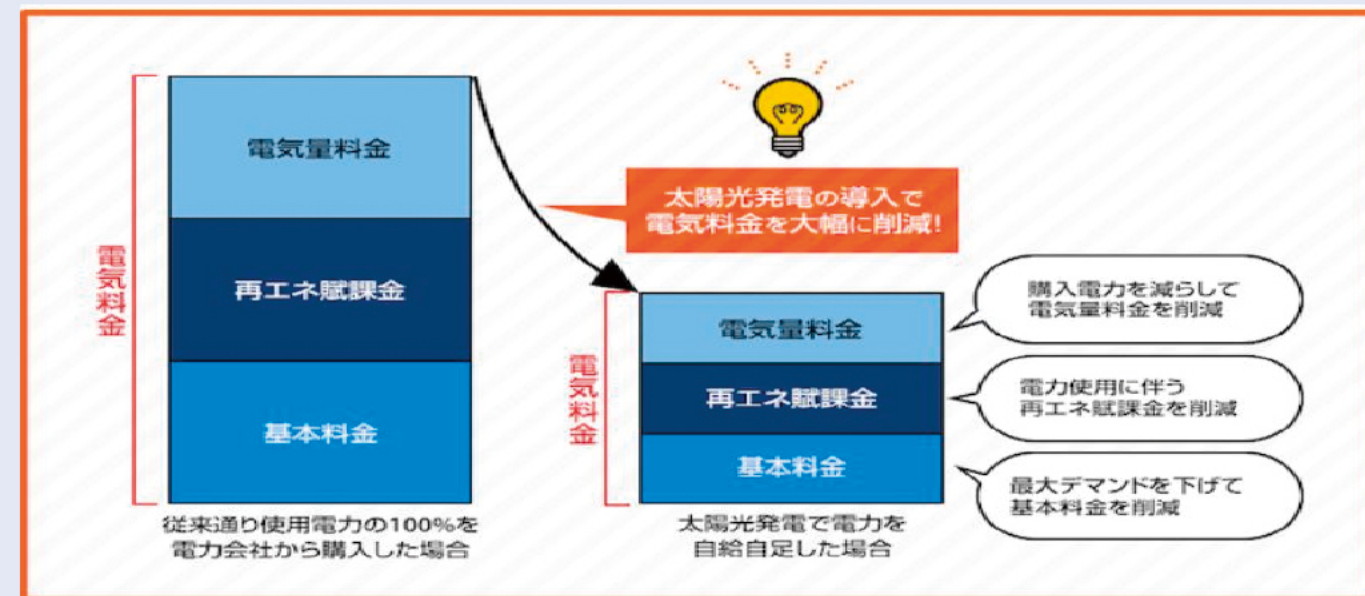 電気料金
電気量料金
再エネ賦課金
基本料金
従来通り使用電力の100%を
電力会社から購入した場合
太陽光発電の導入で
電気料金を大幅に削減!
電気料金
電気量料金
再エネ賦課金
基本料金
太陽光発電で電力を
自給自足した場合
購入電力を減らして
電気量料金を削減
電力使用に伴う
再エネ賦課金を削減
最大デマンドを下げて
基本料金を削減